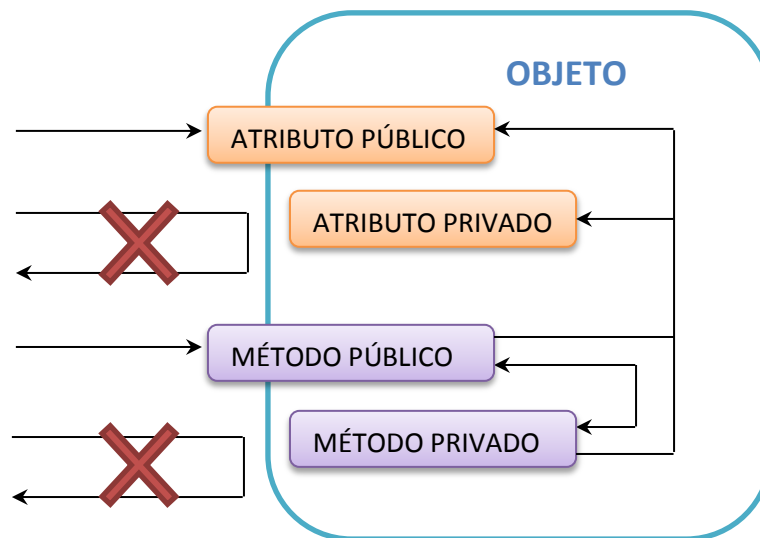 OBJETO
ATRIBUTO PÚBLICO
ATRIBUTO PRIVADO
MÉTODO PÚBLICO
MÉTODO PRIVADO